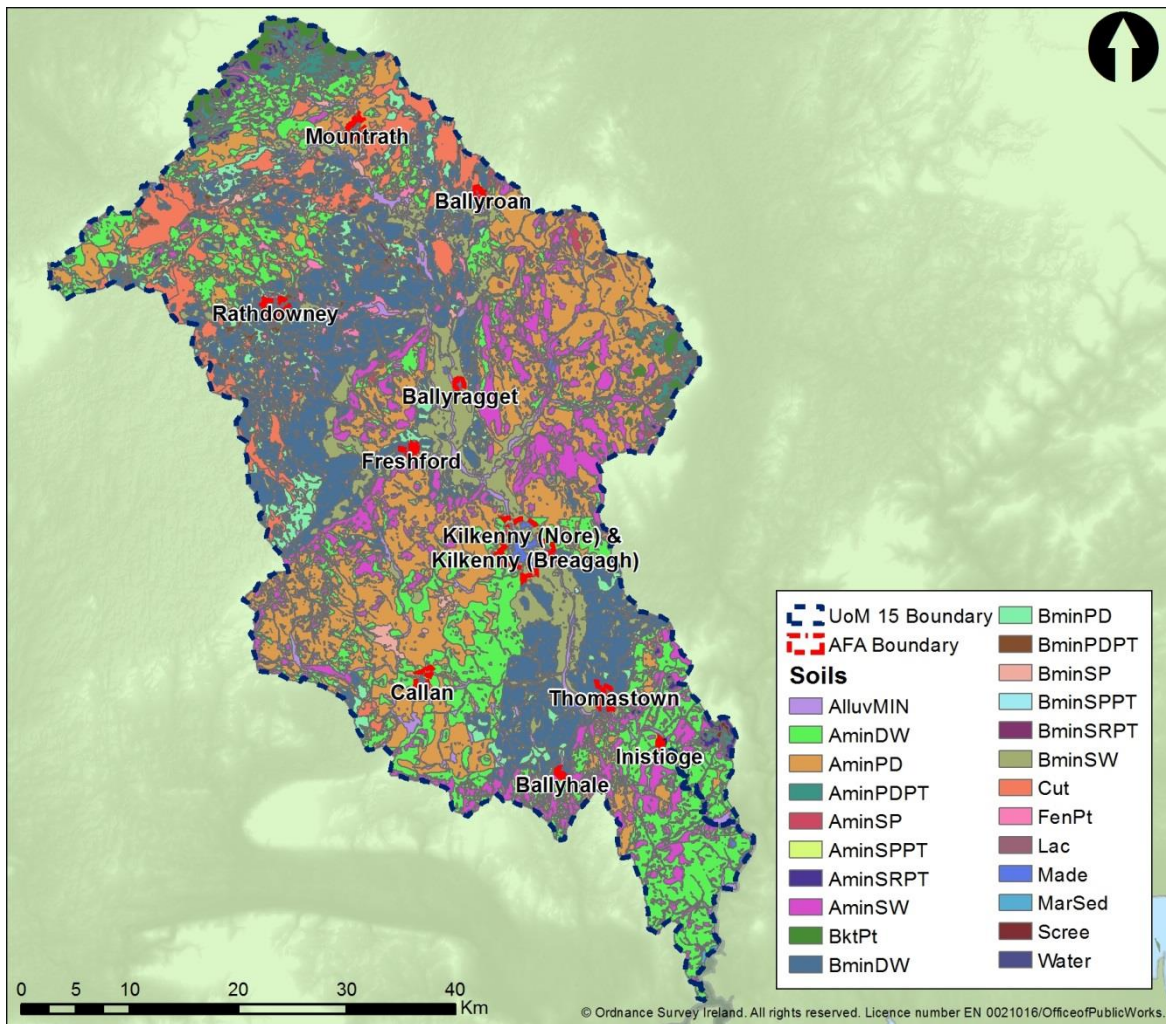 Mountrath
Ballyroan
Rathdowney
Ballyragget
Freshford
Kilkenny (Nore) &
Kilkenny (Breagagh)
Callan
Thomastown
Inistioge
Ballyhale
UoM 15 Boundary
AFA Boundary
Soils
AlluvMIN
AminDW
AminPD
AminPDPT
AminSP
AminSPPT
AminSRPT
AminSW
BktPt
BminDW
BminPD
BminPDPT
BminSP
BminSPPT
BminSRPT
BminSW
Cut
FenPt
Lac
Made
MarSed
Scree
Water
0 5 10 20 30 40
Km
© Ordnance Survey Ireland. All rights reserved. Licence number EN 0021016/OfficeofPublicWorks.